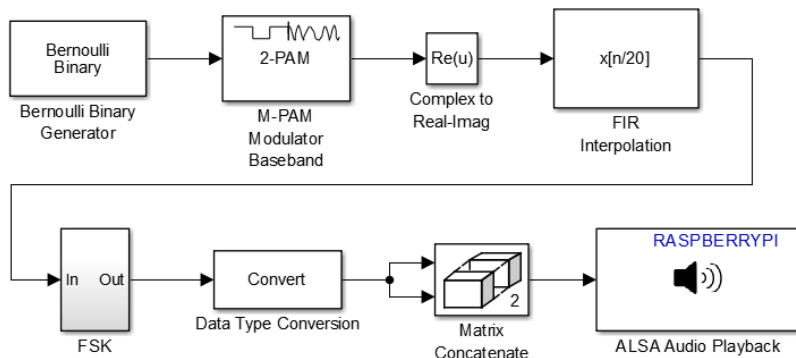 Bernoulli
Binary
Bernoulli Binary
Generator
2-PAM
M-PAM
Modulator
Baseband
Re(u)
Complex to
Real-Imag
x[n/20]
FIR
Interpolation
In Out
FSK
Convert
Data Type Conversion
2
Matrix
Concatenate
RASPBERRYPI
ALSA Audio Playback